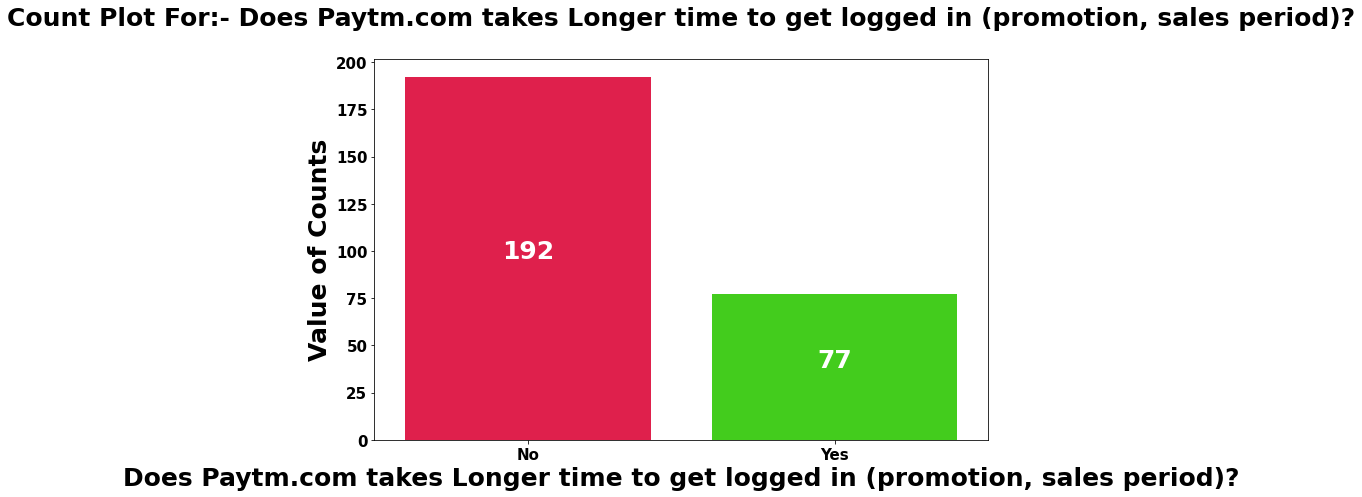 Count Plot For:- Does Paytm.com takes Longer time to get logged in (promotion, sales period)?
200
175
150
125
100
75
50
25
0
Value of Counts
192
77
No
Yes
Does Paytm.com takes Longer time to get logged in (promotion, sales period)?